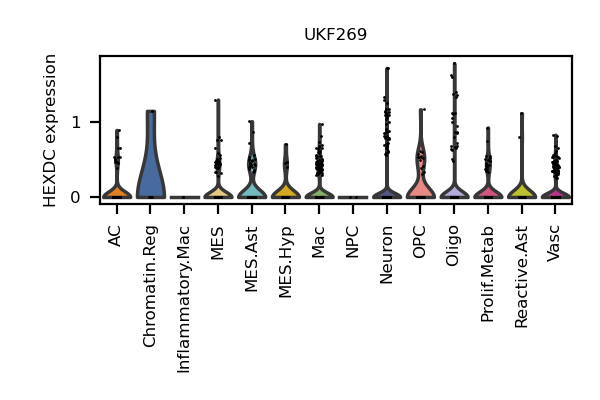 UKF269
HEXDC expression
1
0
AC
Chromatin.Reg
Inflammatory.Mac
MES
MES.Ast
MES.Hyp
Mac
NPC
Neuron
OPC
Oligo
Prolif.Metab
Reactive.Ast
Vasc